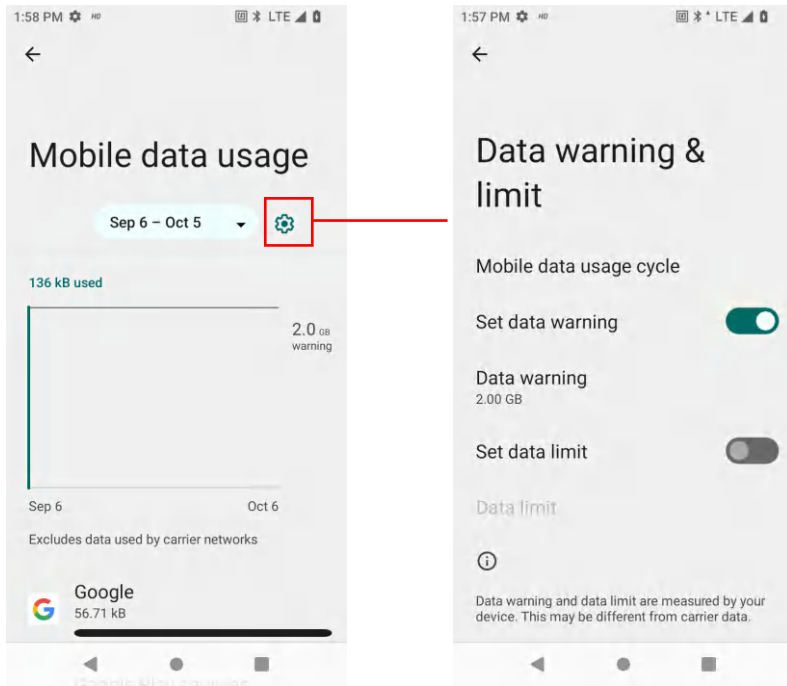 1:58 PM HD LTE
Mobile data usage
Sep 6 – Oct 5
136 kB used
2.0 GB
warning
Sep 6 Oct 6
Excludes data used by carrier networks
Google
56.71 kB
1:57 PM HD LTE
Data warning &
limit
Mobile data usage cycle
Set data warning
Data warning
2.00 GB
Set data limit
Data limit
Data warning and data limit are measured by your
device. This may be different from carrier data.